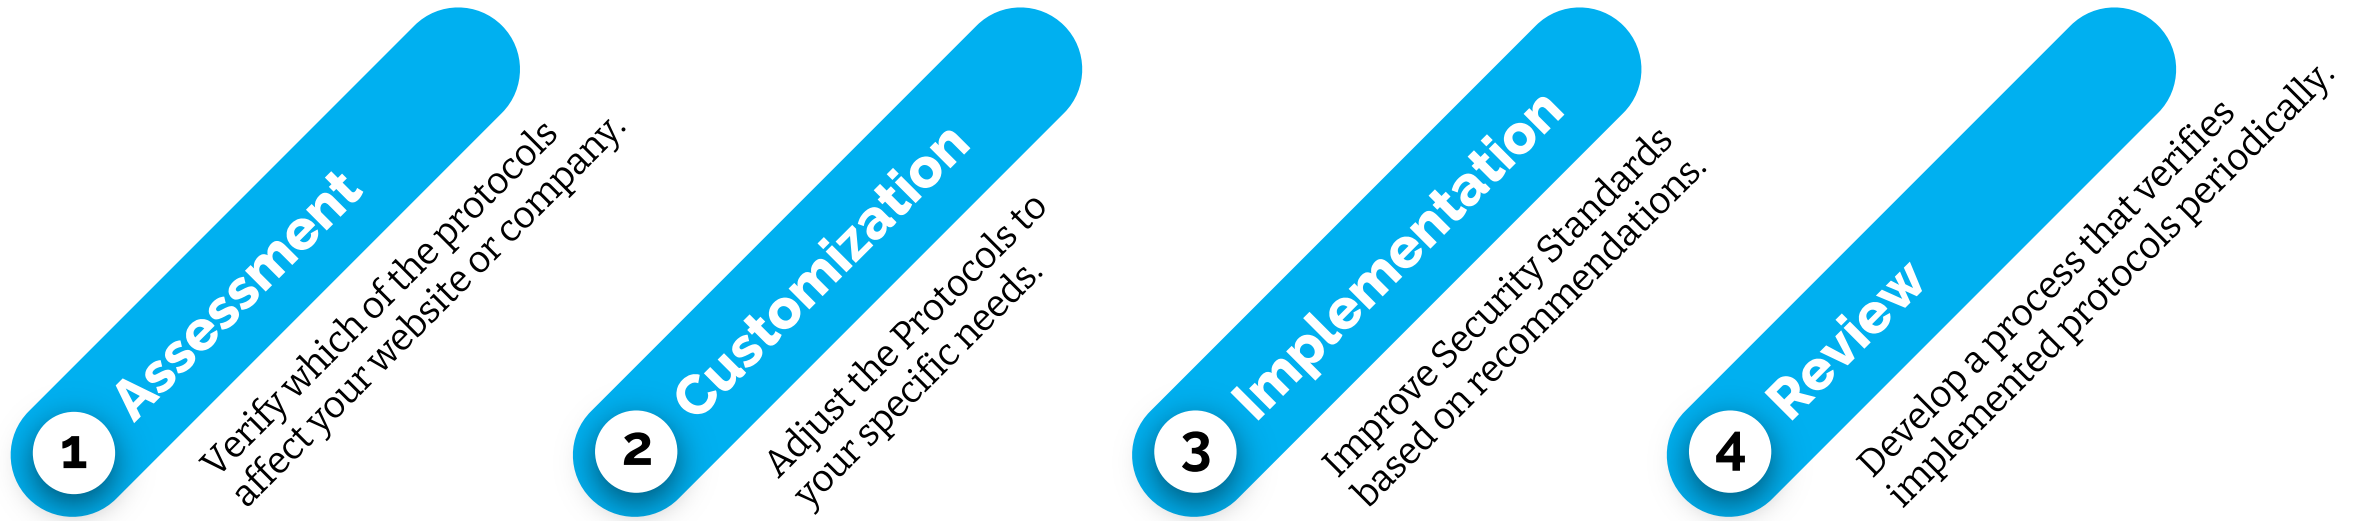 1
Assessment
Verify which of the protocols
affect your website or company.
2
Customization
Adjust the Protocols to
your specific needs.
3
Implementation
Improve Security Standards
based on recommendations.
4
Review
Develop a process that verifies
implemented protocols periodically.